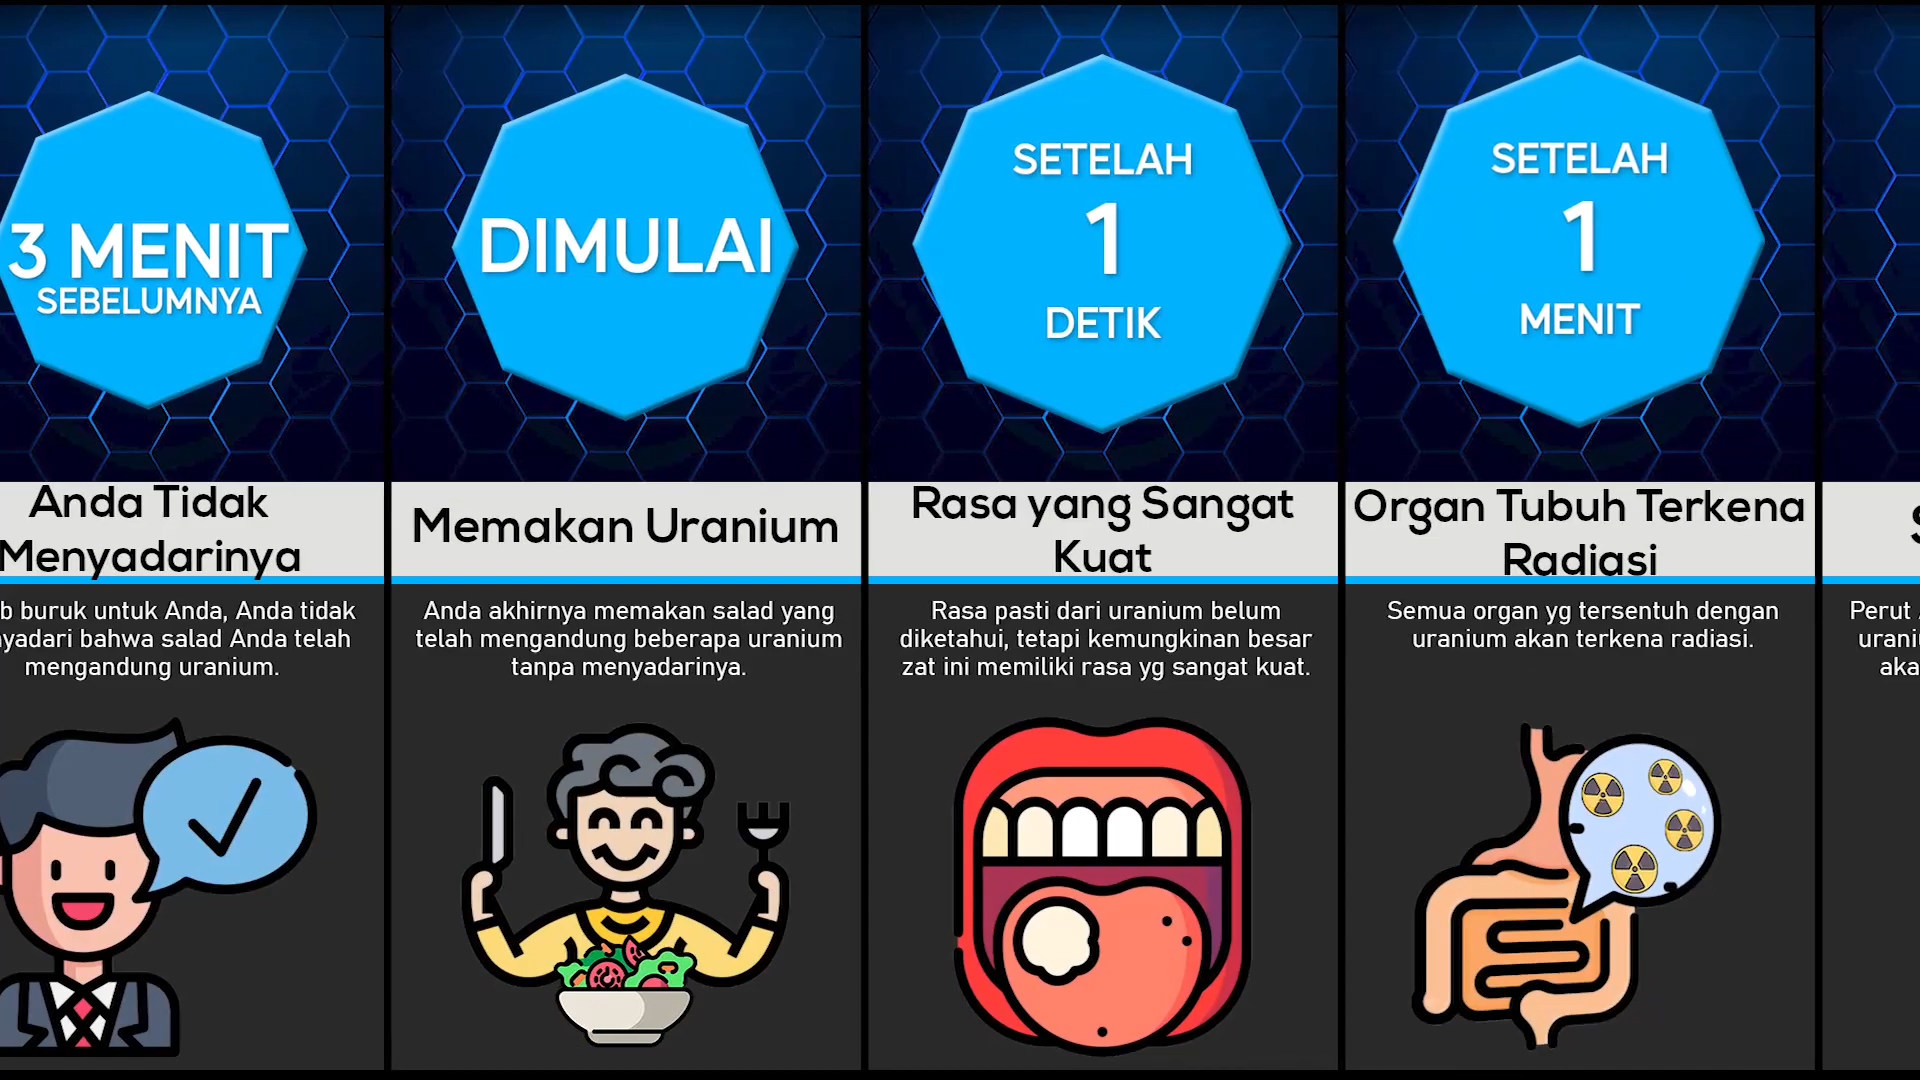 3 MENIT
SEBELUMNYA
Anda Tidak
Menyadarinya
buruk untuk Anda, Anda tidak
bahwa salad Anda telah
mengandung uranium.
DIMULAI
Memakan Uranium
Anda akhirnya memakan salad yang
telah mengandung beberapa uranium
tanpa menyadarinya.
SETELAH
1
DETIK
Rasa yang Sangat
Kuat
Rasa pasti dari uranium belum
diketahui, tetapi kemungkinan besar
zat ini memiliki rasa yg sangat kuat.
SETELAH
1
MENIT
Organ Tubuh Terkena
Radiasi
Semua organ yg tersentuh dengan
uranium akan terkena radiasi.
Perut